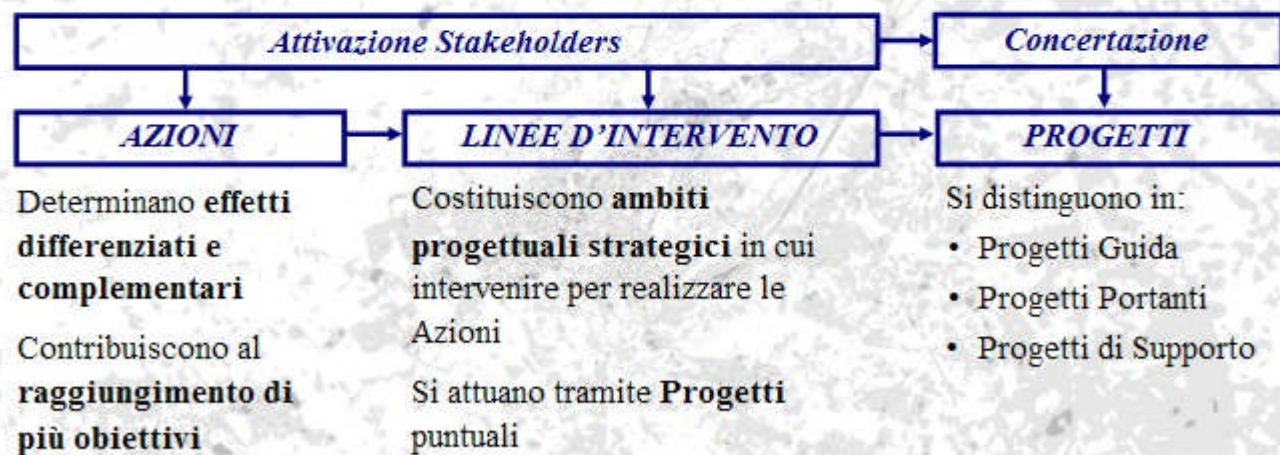 Attivazione Stakeholders
Concertazione
AZIONI
LINEE D'INTERVENTO
PROGETTI
Determinano effetti
differenziati e
complementari
Contribuiscono al
raggiungimento di
più obiettivi
Costituiscono ambiti
progettuali strategici in cui
intervenire per realizzare le
Azioni
Si attuano tramite Progetti
puntuali
Si distinguono in:
• Progetti Guida
• Progetti Portanti
• Progetti di Supporto